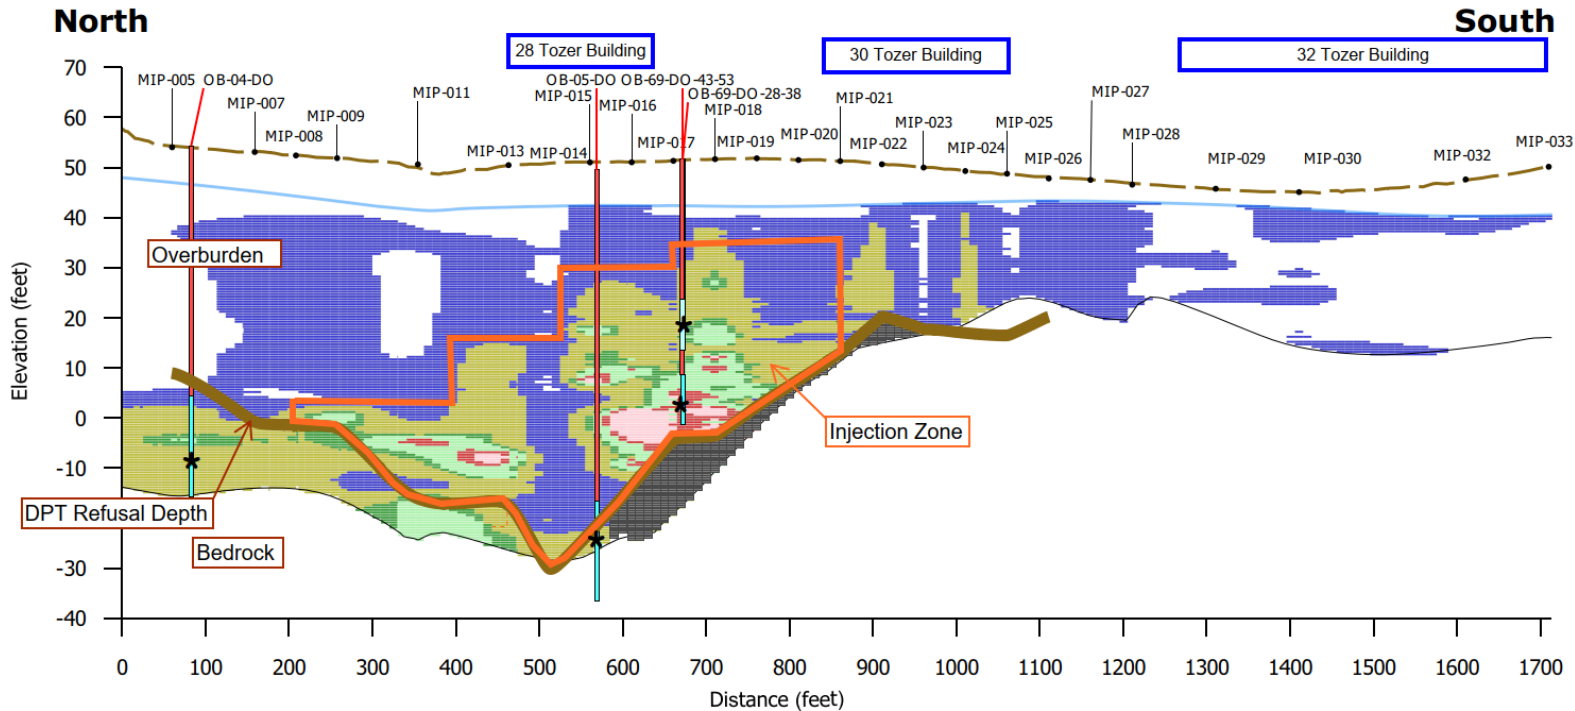 North
South
28 Tozer Building
30 Tozer Building
32 Tozer Building
70
60
50
40
30
20
10
0
-10
-20
-30
-40
Elevation (feet)
MIP-005
OB-04-DO
MIP-007
MIP-008
MIP-009
MIP-011
MIP-013
MIP-014
OB-05-DO
OB-69-DO-43-53
MIP-015
MIP-016
OB-69-DO-28-38
MIP-017
MIP-018
MIP-019
MIP-020
MIP-021
MIP-022
MIP-023
MIP-024
MIP-025
MIP-026
MIP-027
MIP-028
MIP-029
MIP-030
MIP-032
MIP-033
Overburden
Injection Zone
DPT Refusal Depth
Bedrock
0
100
200
300
400
500
600
700
800
900
1000
1100
1200
1300
1400
1500
1600
1700
Distance (feet)